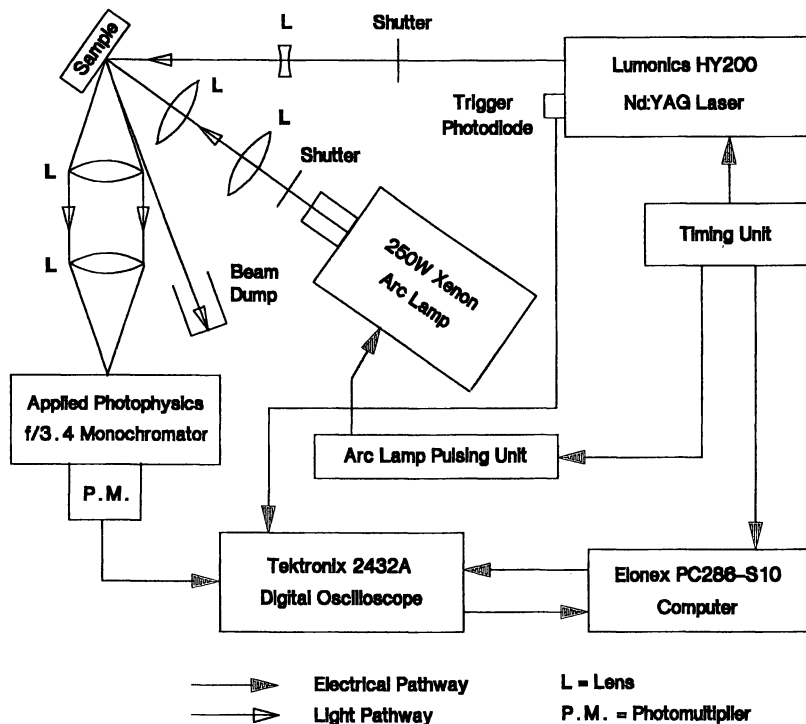 L
Shutter
Sample
Lumonics HY200
Nd:YAG Laser
L
Trigger
Photodiode
L
Shutter
L
250W Xenon
Arc Lamp
Timing Unit
L
Beam
Dump
Applied Photophysics
f/3.4 Monochromator
Arc Lamp Pulsing Unit
P.M.
Tektronix 2432A
Digital Oscilloscope
Elonex PC286-S10
Computer
Electrical Pathway
L = Lens
Light Pathway
P.M. = Photomultiplier